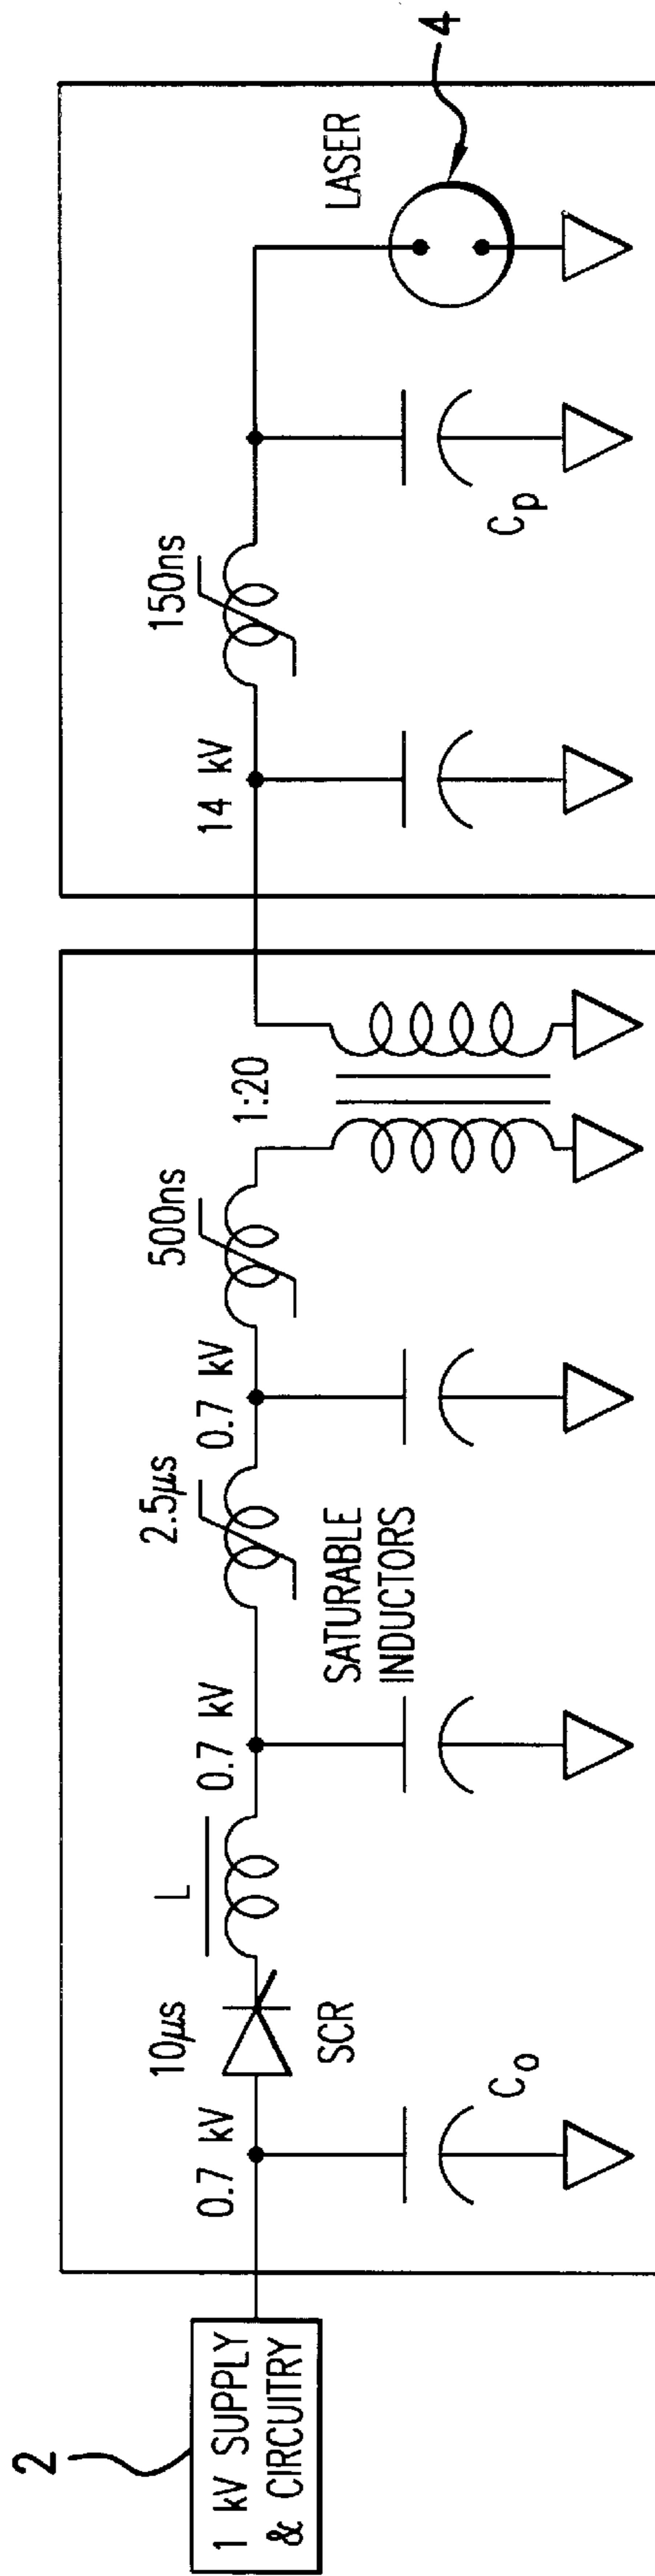 2
1 kV SUPPLY
& CIRCUITRY
0.7 kV
C₀
10µs
SCR
L
0.7 kV
SATURABLE
INDUCTORS
2.5µs
0.7 kV
500ns
1:20
14 kV
150ns
Cp
LASER
4